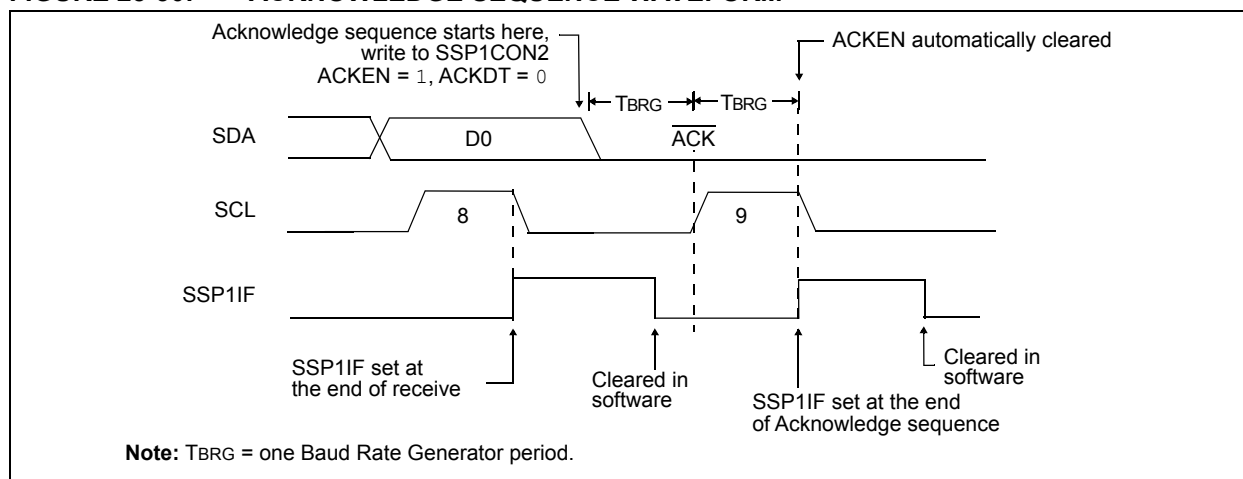 Acknowledge sequence starts here,
write to SSP1CON2
ACKEN = 1, ACKDT = 0
ACKEN automatically cleared
TBRG
TBRG
SDA
D0
ACK
SCL
8
9
SSP1IF
SSP1IF set at
the end of receive
Cleared in
software
SSP1IF set at the end
of Acknowledge sequence
Cleared in
software
Note: TBRG = one Baud Rate Generator period.